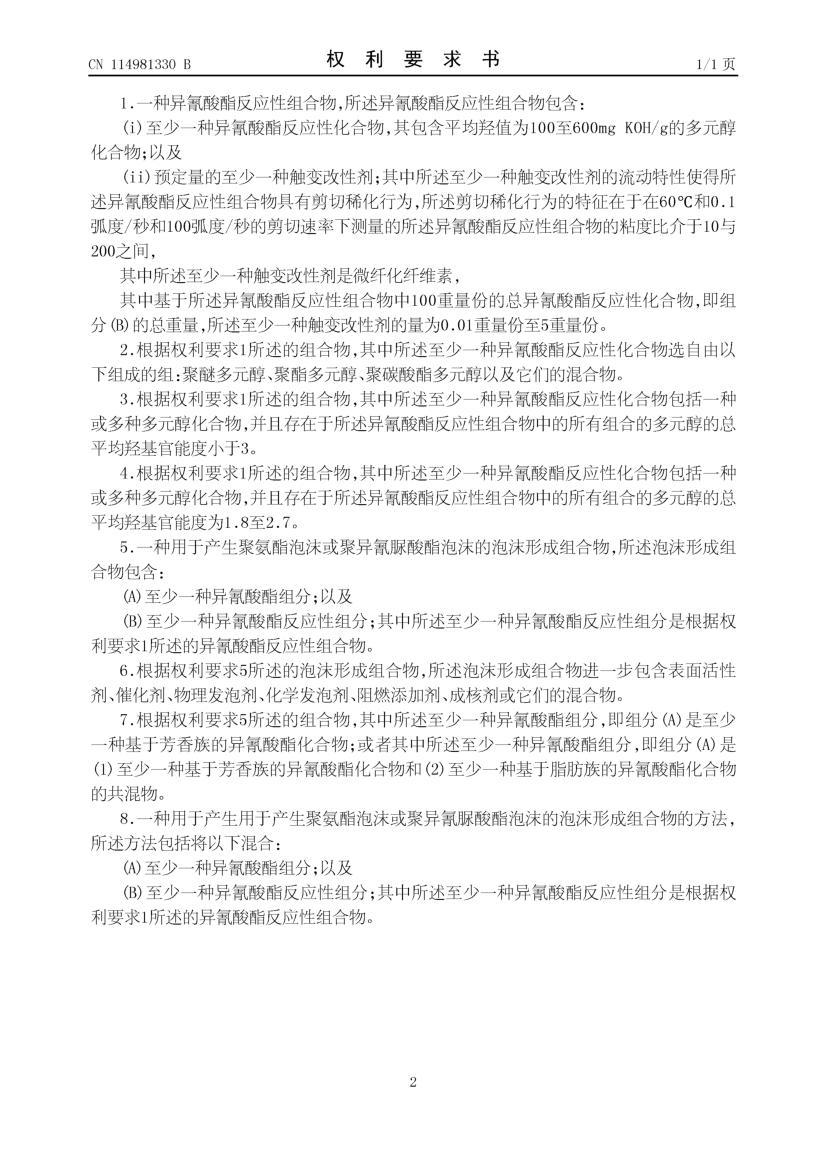 CN 114981330 B
权利要求书
1/1 页
1.一种异氰酸酯反应性组合物,所述异氰酸酯反应性组合物包含:
(i)至少一种异氰酸酯反应性化合物,其包含平均羟值为100至600mg KOH/g的多元醇
化合物;以及
(ii)预定量的至少一种触变改性剂;其中所述至少一种触变改性剂的流动特性使得所
述异氰酸酯反应性组合物具有剪切稀化行为,所述剪切稀化行为的特征在于在60℃和0.1
弧度/秒和100弧度/秒的剪切速率下测量的所述异氰酸酯反应性组合物的粘度比介于10与
200之间,
其中所述至少一种触变改性剂是微纤化纤维素,
其中基于所述异氰酸酯反应性组合物中100重量份的总异氰酸酯反应性化合物,即组
分(B)的总重量,所述至少一种触变改性剂的量为0.01重量份至5重量份。
2.根据权利要求1所述的组合物,其中所述至少一种异氰酸酯反应性化合物选自由以
下组成的组:聚醚多元醇、聚酯多元醇、聚碳酸酯多元醇以及它们的混合物。
3.根据权利要求1所述的组合物,其中所述至少一种异氰酸酯反应性化合物包括一种
或多种多元醇化合物,并且存在于所述异氰酸酯反应性组合物中的所有组合的多元醇的总
平均羟基官能度小于3。
4.根据权利要求1所述的组合物,其中所述至少一种异氰酸酯反应性化合物包括一种
或多种多元醇化合物,并且存在于所述异氰酸酯反应性组合物中的所有组合的多元醇的总
平均羟基官能度为1.8至2.7。
5.一种用于产生聚氨酯泡沫或聚异氰脲酸酯泡沫的泡沫形成组合物,所述泡沫形成组
合物包含:
(A)至少一种异氰酸酯组分;以及
(B)至少一种异氰酸酯反应性组分;其中所述至少一种异氰酸酯反应性组分是根据权
利要求1所述的异氰酸酯反应性组合物。
6.根据权利要求5所述的泡沫形成组合物,所述泡沫形成组合物进一步包含表面活性
剂、催化剂、物理发泡剂、化学发泡剂、阻燃添加剂、成核剂或它们的混合物。
7.根据权利要求5所述的组合物,其中所述至少一种异氰酸酯组分,即组分(A)是至少
一种基于芳香族的异氰酸酯化合物;或者其中所述至少一种异氰酸酯组分,即组分(A)是
(1)至少一种基于芳香族的异氰酸酯化合物和(2)至少一种基于脂肪族的异氰酸酯化合物
的共混物。
8.一种用于产生用于产生聚氨酯泡沫或聚异氰脲酸酯泡沫的泡沫形成组合物的方法,
所述方法包括将以下混合:
(A)至少一种异氰酸酯组分;以及
(B)至少一种异氰酸酯反应性组分;其中所述至少一种异氰酸酯反应性组分是根据权
利要求1所述的异氰酸酯反应性组合物。
2